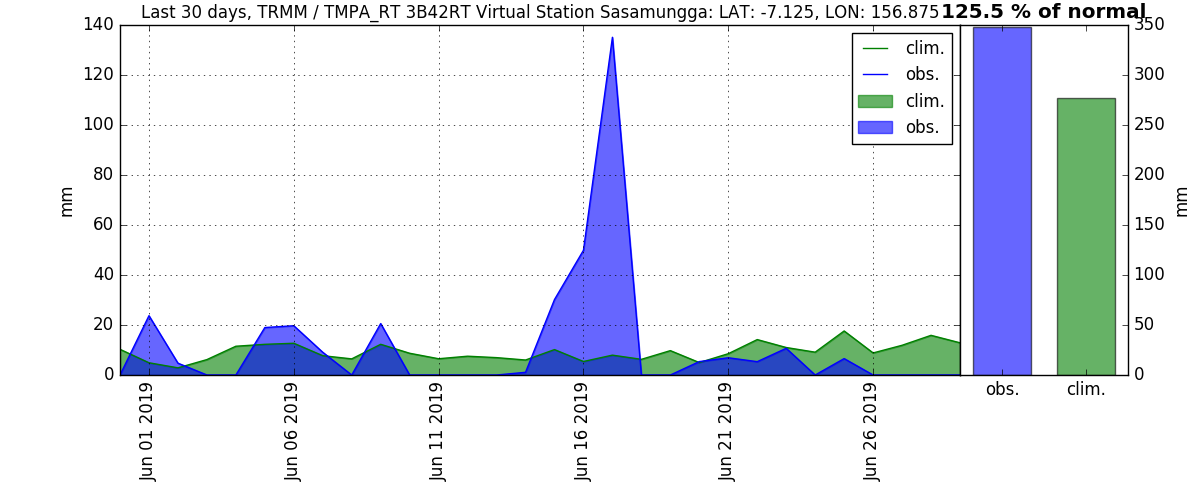 Last 30 days, TRMM / TMPA_RT 3B42RT Virtual Station Sasamungga: LAT: -7.125, LON: 156.875
125.5 % of normal
140
120
100
80
60
40
20
0
mm
clim.
obs.
clim.
obs.
Jun 01 2019
Jun 06 2019
Jun 11 2019
Jun 16 2019
Jun 21 2019
Jun 26 2019
350
300
250
200
150
100
50
0
mm
obs.
clim.